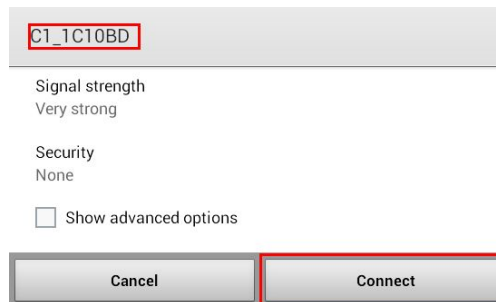 C1_1C10BD
Signal strength
Very strong
Security
None
Show advanced options
Cancel
Connect